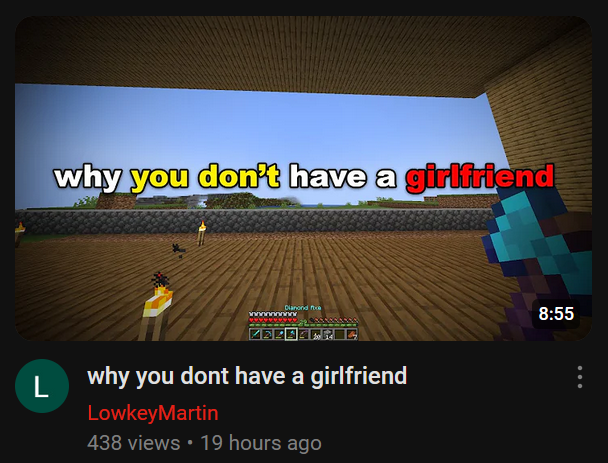 why you don't have a girlfriend
Diamond Axe
8:55
L
why you dont have a girlfriend
LowkeyMartin
438 views • 19 hours ago